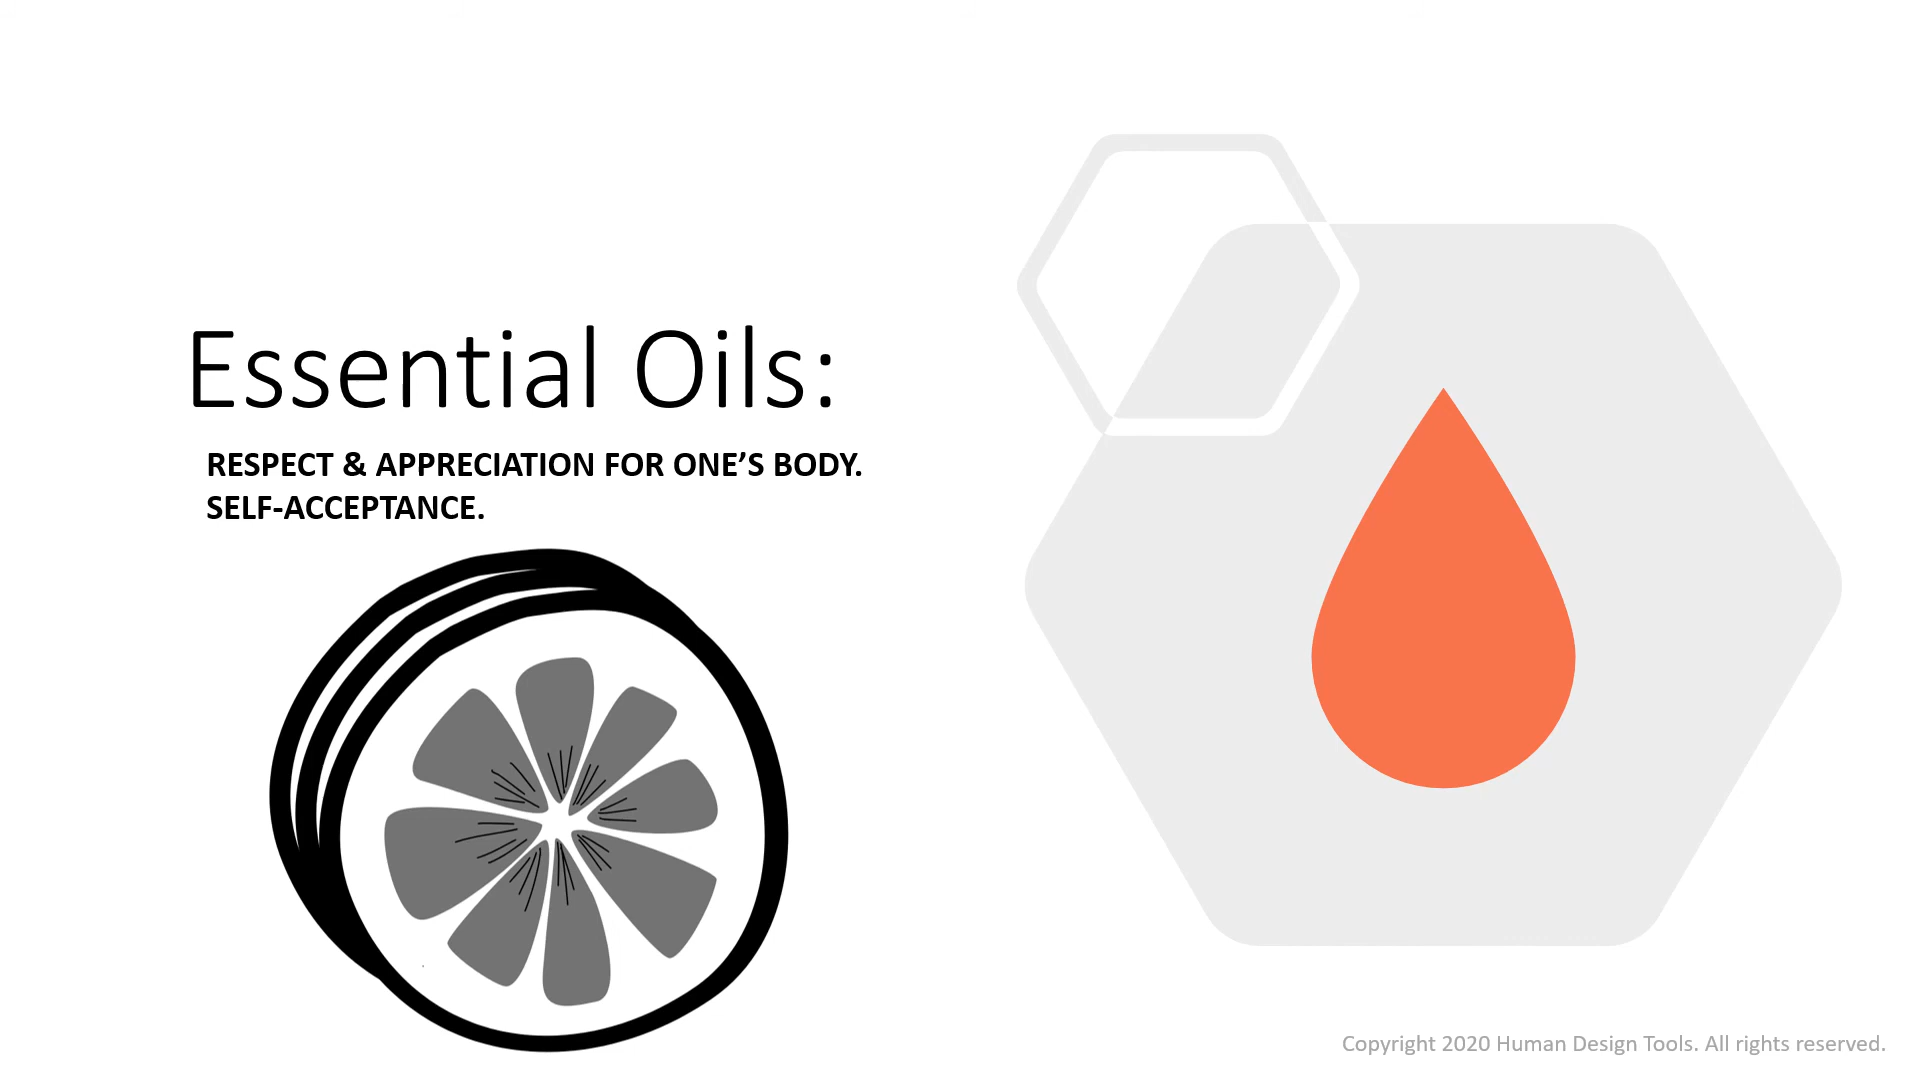 Essential Oils:
RESPECT & APPRECIATION FOR ONE’S BODY.
SELF-ACCEPTANCE.
Copyright 2020 Human Design Tools. All rights reserved.